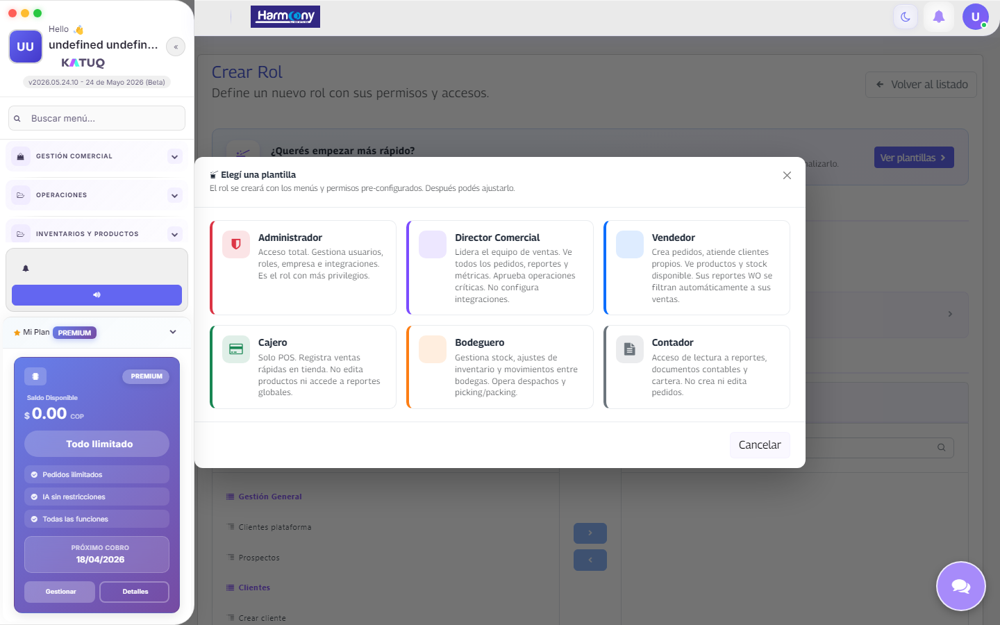 Hello 👋
UU
undefined undefin...
«
KATUQ
v2026.05.24.10 - 24 de Mayo 2026 (Beta)
Buscar menú...
GESTIÓN COMERCIAL
OPERACIONES
INVENTARIOS Y PRODUCTOS
Mi Plan PREMIUM
PREMIUM
Saldo Disponible
$ 0.00 COP
Todo Ilimitado
Pedidos ilimitados
IA sin restricciones
Todas las funciones
PRÓXIMO COBRO
18/04/2026
Gestionar
Detalles
Harmony
U
Crear Rol
Define un nuevo rol con sus permisos y accesos.
Volver al listado
¿Querés empezar más rápido?
nalizarlo.
Ver plantillas
Elegí una plantilla
El rol se creará con los menús y permisos pre-configurados. Después podés ajustarlo.
Administrador
Acceso total. Gestiona usuarios,
roles, empresa e integraciones.
Es el rol con más privilegios.
Director Comercial
Lidera el equipo de ventas. Ve
todos los pedidos, reportes y
métricas. Aprueba operaciones
críticas. No configura
integraciones.
Vendedor
Crea pedidos, atiende clientes
propios. Ve productos y stock
disponible. Sus reportes WO se
filtran automáticamente a sus
ventas.
Cajero
Solo POS. Registra ventas
rápidas en tienda. No edita
productos ni accede a reportes
globales.
Bodeguero
Gestiona stock, ajustes de
inventario y movimientos entre
bodegas. Opera despachos y
picking/packing.
Contador
Acceso de lectura a reportes,
documentos contables y
cartera. No crea ni edita
pedidos.
Cancelar
Gestión General
Clientes plataforma
Prospectos
Clientes
Crear cliente